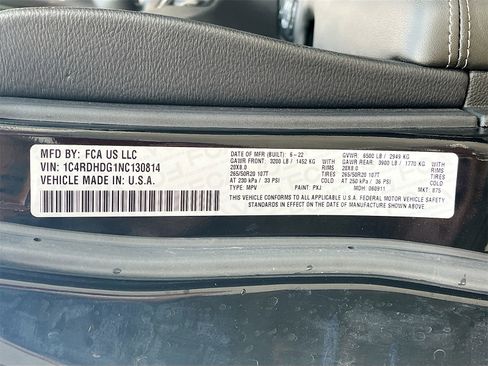 MFD BY: FCA US LLC
VIN: 1C4RDHDG1NC130814
VEHICLE MADE IN: U.S.A.
DATE OF MFR (BUILT) 6 - 22 GVWR: 6500 LB / 2949 KG
GAWR FRONT: 3200 LB / 1452 KG GAWR REAR: 3900 LB / 1770 KG
20X8.0 RIMS 20X8.0 RIMS
265/50R20 107T TIRES 265/50R20 107T TIRES
AT 230 kPa / 33 PSI AT 250 kPa / 36 PSI
TYPE: MPV PAINT: PXJ MDH: 060911 MKT: 875
THIS VEHICLE CONFORMS TO ALL APPLICABLE U.S.A. FEDERAL MOTOR VEHICLE SAFETY
STANDARDS IN EFFECT ON THE DATE OF MANUFACTURE SHOWN ABOVE.